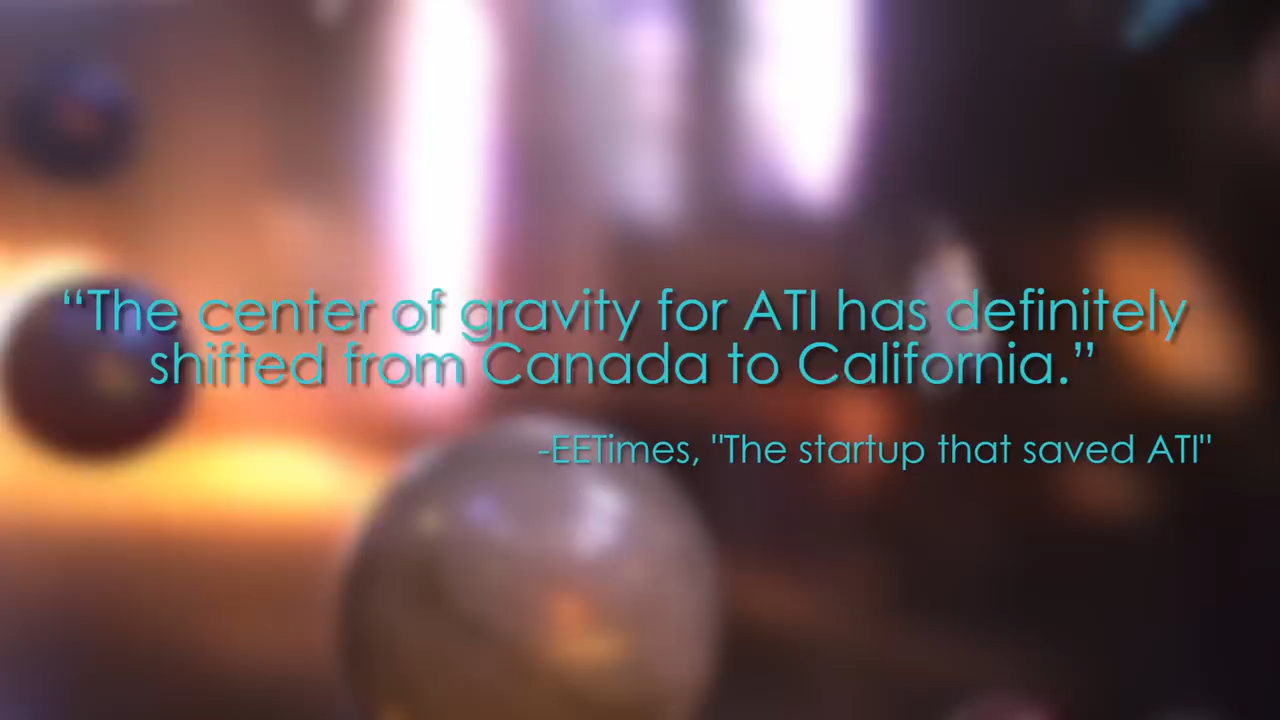 “The center of gravity for ATI has definitely
shifted from Canada to California.”
-EETimes, "The startup that saved ATI"